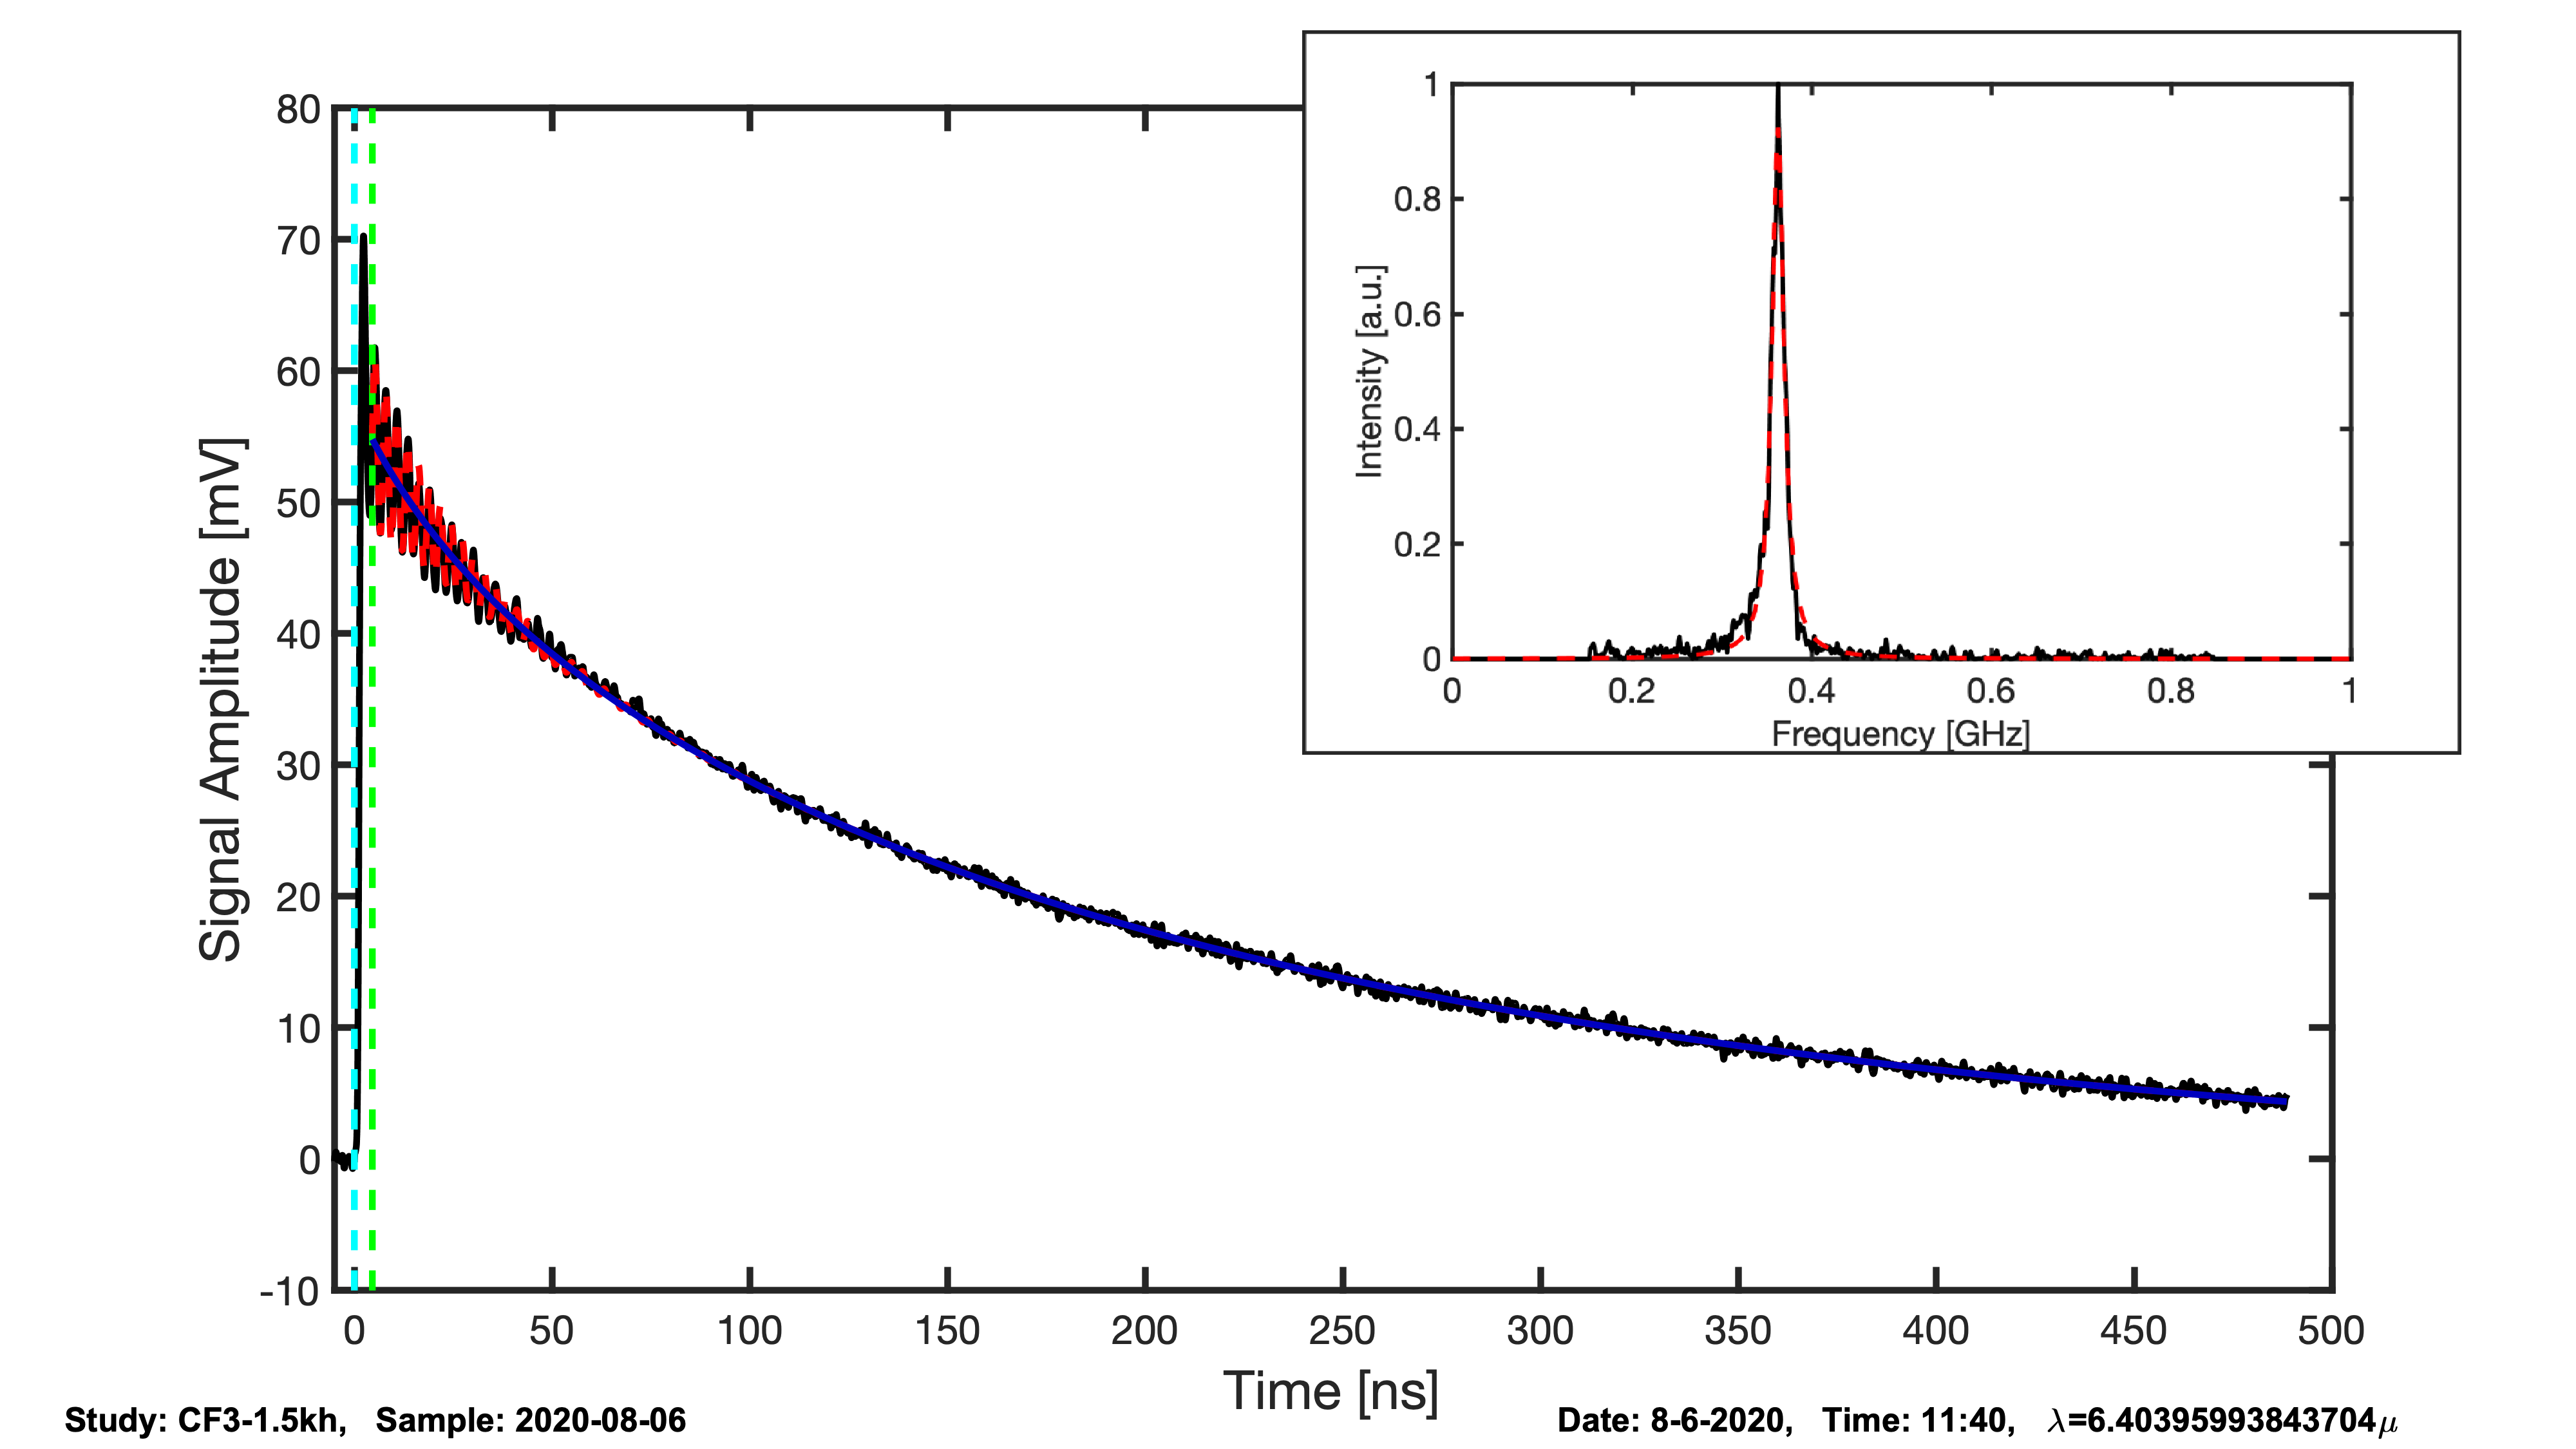 80
70
60
50
40
30
20
10
0
-10
Signal Amplitude [mV]
0 50 100 150 200 250 300 350 400 450 500
Time [ns]
1
0.8
0.6
0.4
0.2
0
Intensity [a.u.]
0 0.2 0.4 0.6 0.8 1
Frequency [GHz]
Study: CF3-1.5kh, Sample: 2020-08-06
Date: 8-6-2020, Time: 11:40, λ=6.40395993843704μ